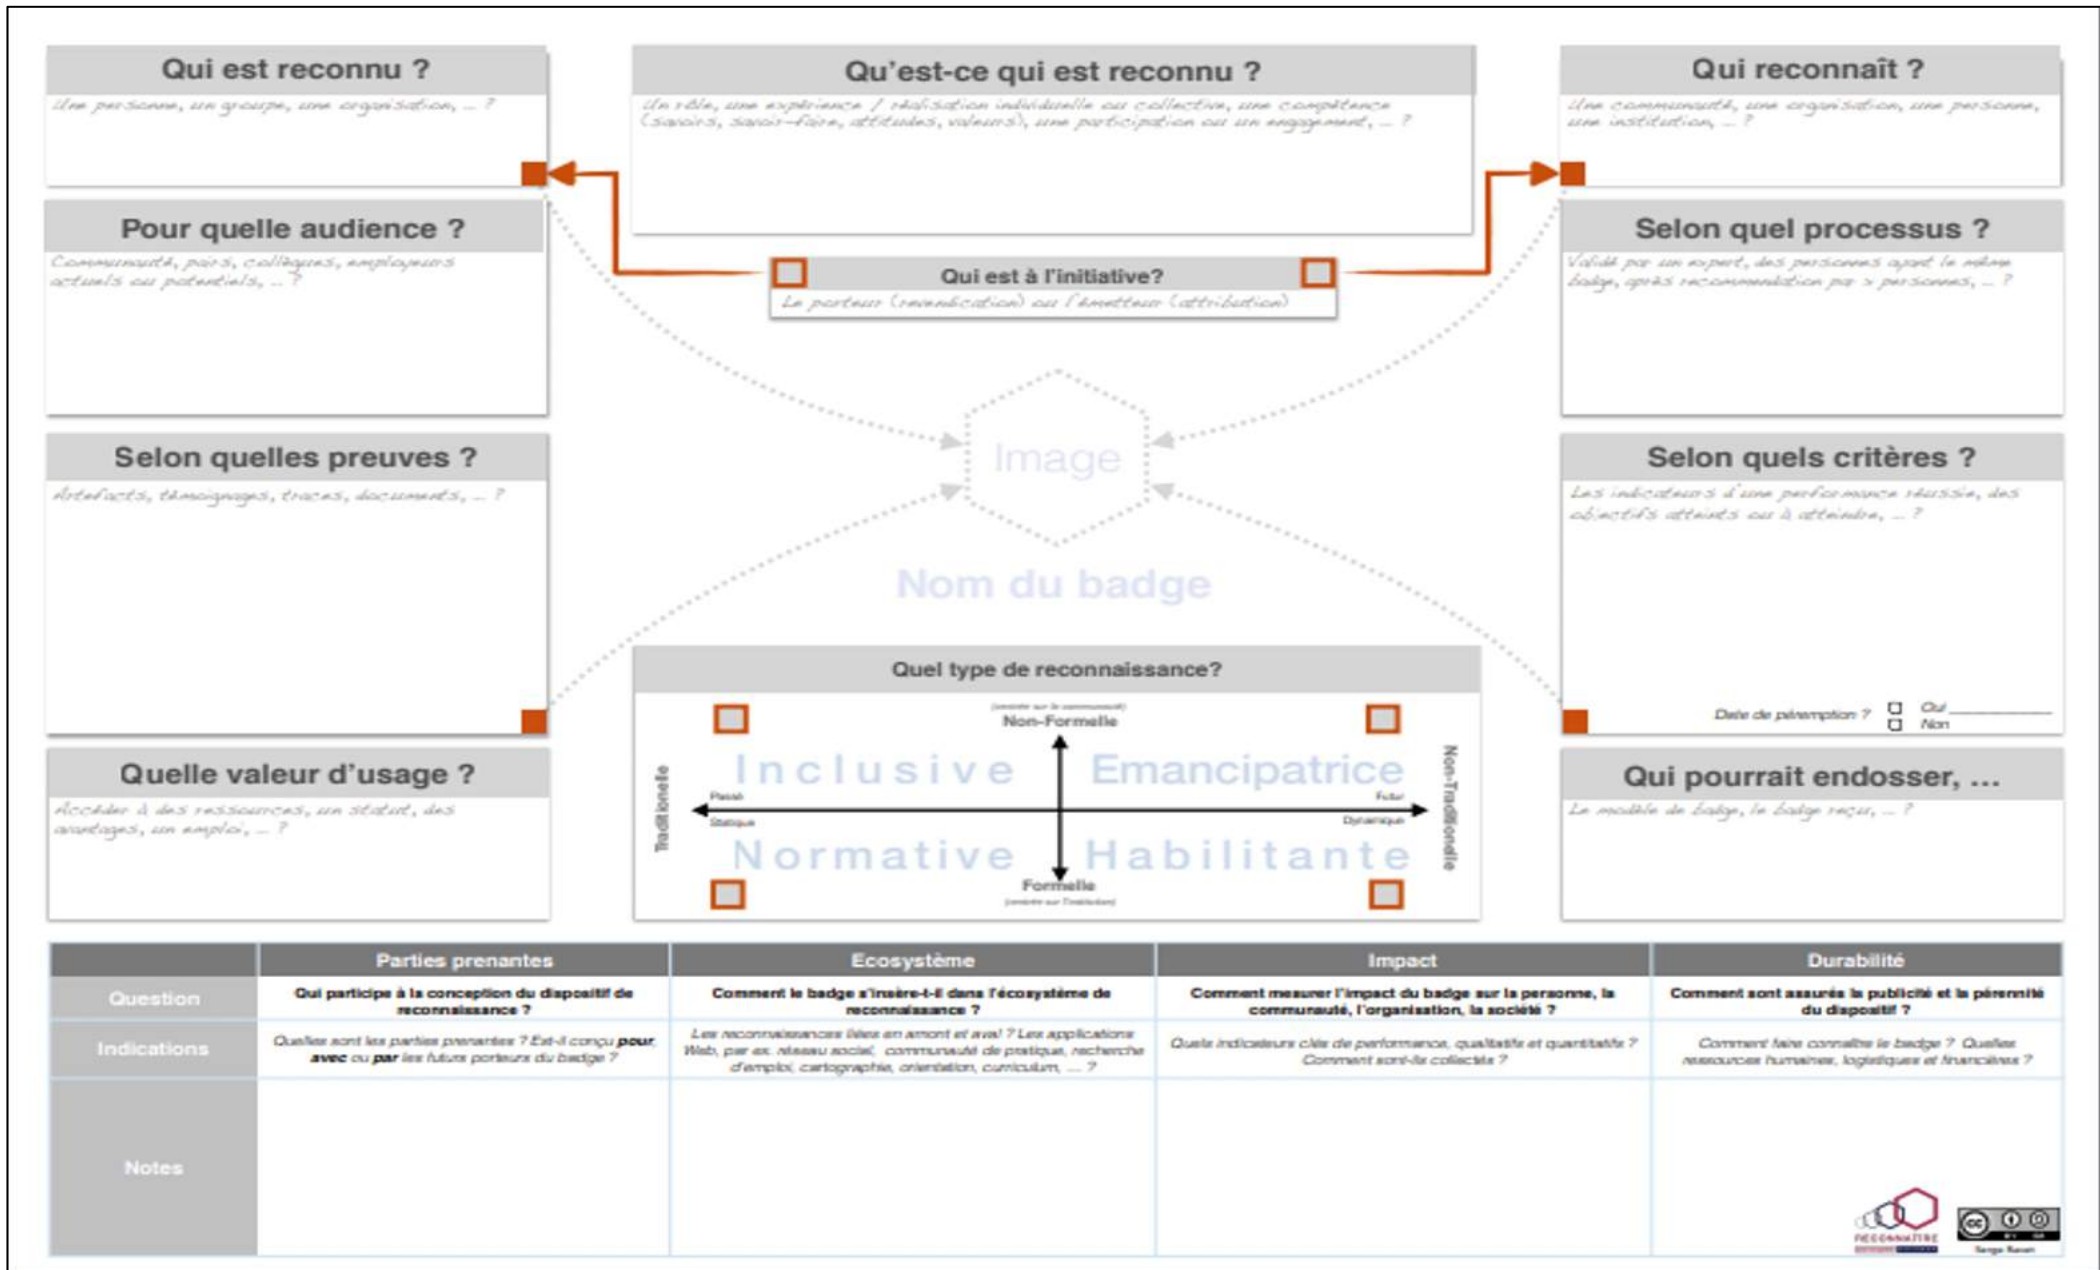 Qui est reconnu ?
Une personne, un groupe, une organisation, ... ?
Qu'est-ce qui est reconnu ?
Un rôle, une expérience / réalisation individuelle ou collective, une compétence
(savoirs, savoir-faire, attitudes, valeurs), une participation ou un engagement, ... ?
Qui reconnaît ?
Une communauté, une organisation, une personne,
une institution, ... ?
Pour quelle audience ?
Communauté, pairs, collègues, employeurs
actuels ou potentiels, ... ?
Qui est à l'initiative?
Le porteur (revendication) ou l'émetteur (attribution)
Selon quel processus ?
Validé par un expert, des personnes ayant le même
badge, après recommendation par x personnes, ... ?
Image
Nom du badge
Selon quelles preuves ?
Artefacts, témoignages, traces, documents, ... ?
Selon quels critères ?
Les indicateurs d'une performance réussie, des
objectifs atteints ou à atteindre, ... ?
Date de péremption ?
Oui
Non
Quelle valeur d'usage ?
Accéder à des ressources, un statut, des
avantages, un emploi, ... ?
Quel type de reconnaissance?
(centrée sur la communauté)
Non-Formelle
Inclusive
Emancipatrice
Traditionelle
Passé
Futur
Statique
Dynamique
Non-Traditionelle
Normative
Habilitante
Formelle
(centrée sur l'institution)
Qui pourrait endosser, ...
Le modèle de badge, le badge reçu, ... ?
Parties prenantes
Ecosystème
Impact
Durabilité
Question
Qui participe à la conception du dispositif de
reconnaissance ?
Comment le badge s'insère-t-il dans l'écosystème de
reconnaissance ?
Comment mesurer l'impact du badge sur la personne, la
communauté, l'organisation, la société ?
Comment sont assurés la publicité et la pérennité
du dispositif ?
Indications
Quelles sont les parties prenantes ? Est-il conçu pour,
avec ou par les futurs porteurs du badge ?
Les reconnaissances liées en amont et aval ? Les applications
Web, par ex. réseau social, communauté de pratique, recherche
d'emploi, cartographie, orientation, curriculum, ... ?
Quels indicateurs clés de performance, qualitatifs et quantitatifs ?
Comment sont-ils collectés ?
Comment faire connaître le badge ? Quelles
ressources humaines, logistiques et financières ?
Notes
RECONNAÎTRE
cc
BY
Serge Ravet